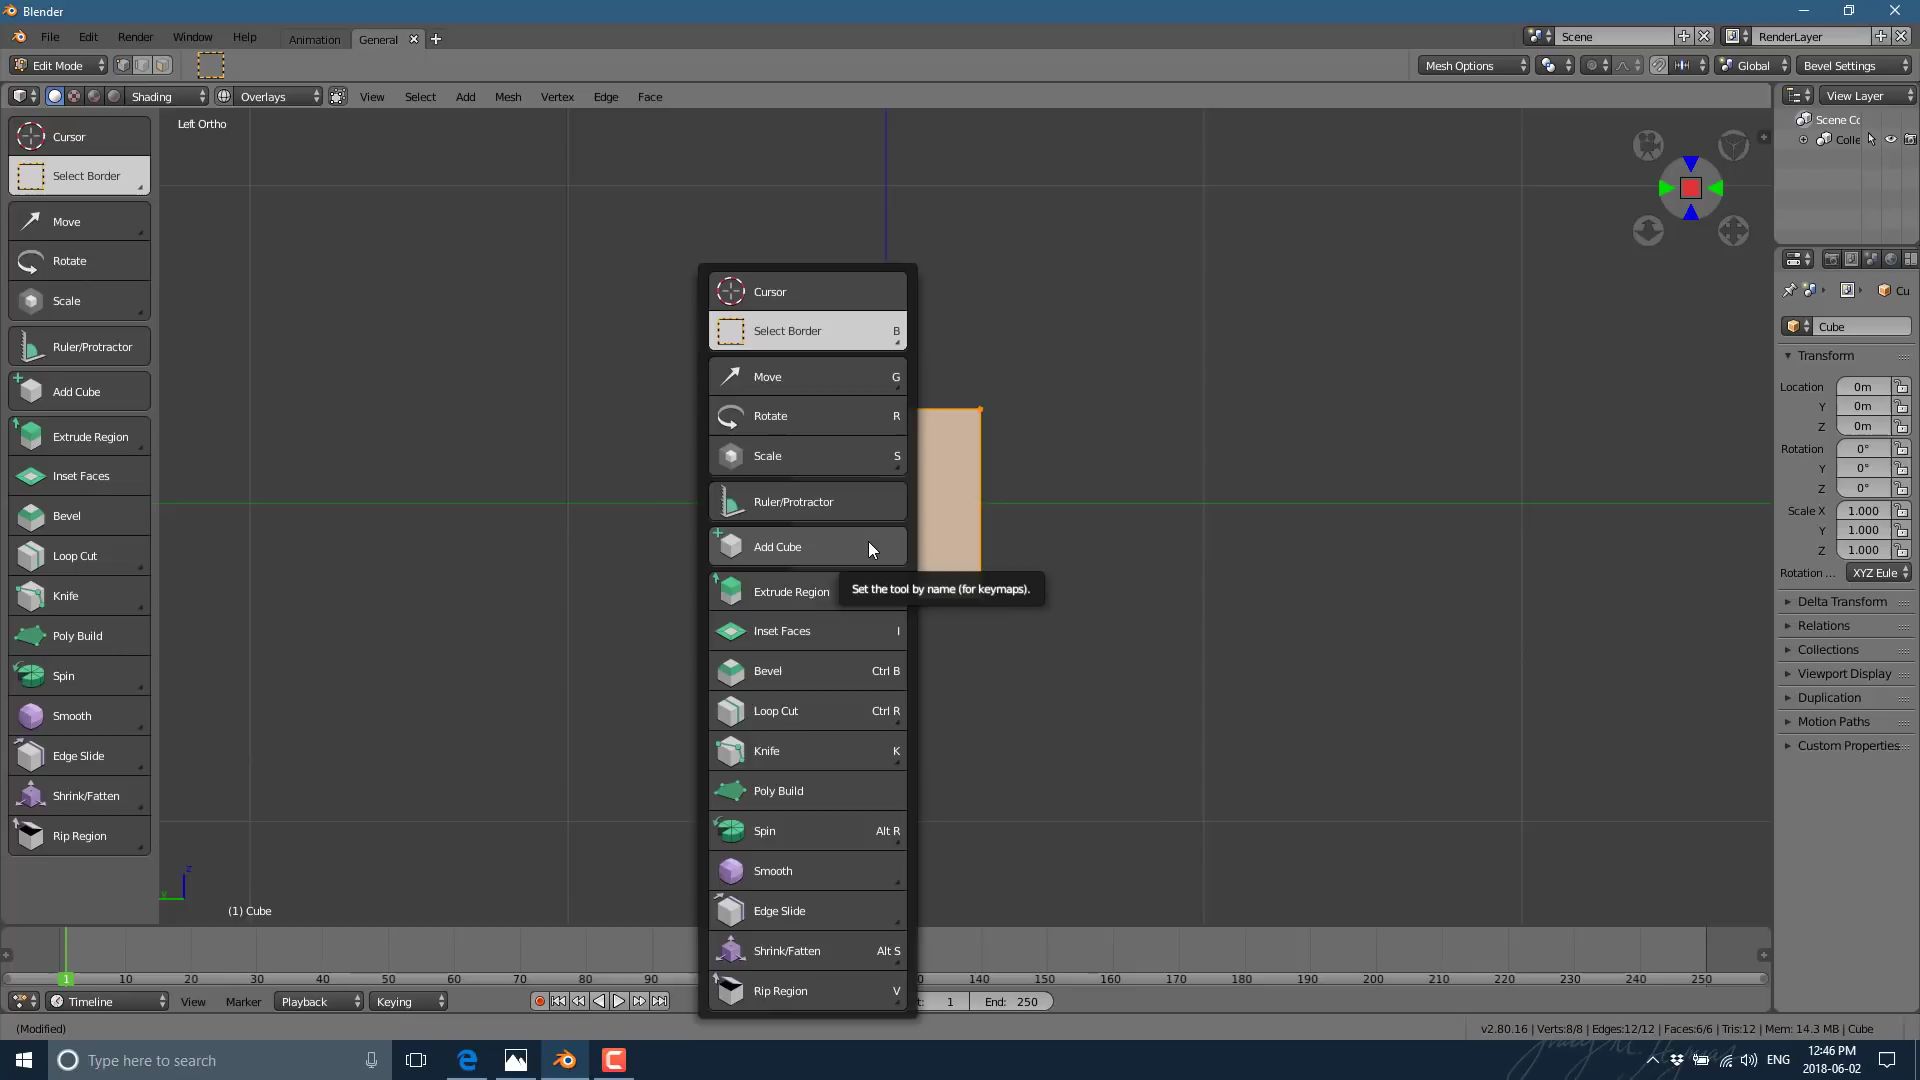 Blender
File Edit Render Window Help Animation General Scene RenderLayer
Edit Mode Mesh Options Global Bevel Settings
Shading Overlays View Select Add Mesh Vertex Edge Face View Layer
Left Ortho
Cursor
Select Border
Move
Rotate
Scale
Ruler/Protractor
Add Cube
Extrude Region
Inset Faces
Bevel
Loop Cut
Knife
Poly Build
Spin
Smooth
Edge Slide
Shrink/Fatten
Rip Region
Cursor
Select Border B
Move G
Rotate R
Scale S
Ruler/Protractor
Add Cube
Extrude Region
Set the tool by name (for keymaps).
Inset Faces I
Bevel Ctrl B
Loop Cut Ctrl R
Knife K
Poly Build
Spin Alt R
Smooth
Edge Slide
Shrink/Fatten Alt S
Rip Region V
z
y
(1) Cube
Scene Cc
Colle
Cu
Cube
Transform
Location 0m
Y 0m
Z 0m
Rotation 0°
Y 0°
Z 0°
Scale X 1.000
Y 1.000
Z 1.000
Rotation ... XYZ Eule
Delta Transform
Relations
Collections
Viewport Display
Duplication
Motion Paths
Custom Properties
1 10 20 30 40 50 60 70 80 90 140 150 160 170 180 190 200 210 220 230 240 250
Timeline View Marker Playback Keying t: 1 End: 250
(Modified) v2.80.16 | Verts:8/8 | Edges:12/12 | Faces:6/6 | Tris:12 | Mem: 14.3 MB | Cube
Type here to search ENG 12:46 PM
2018-06-02